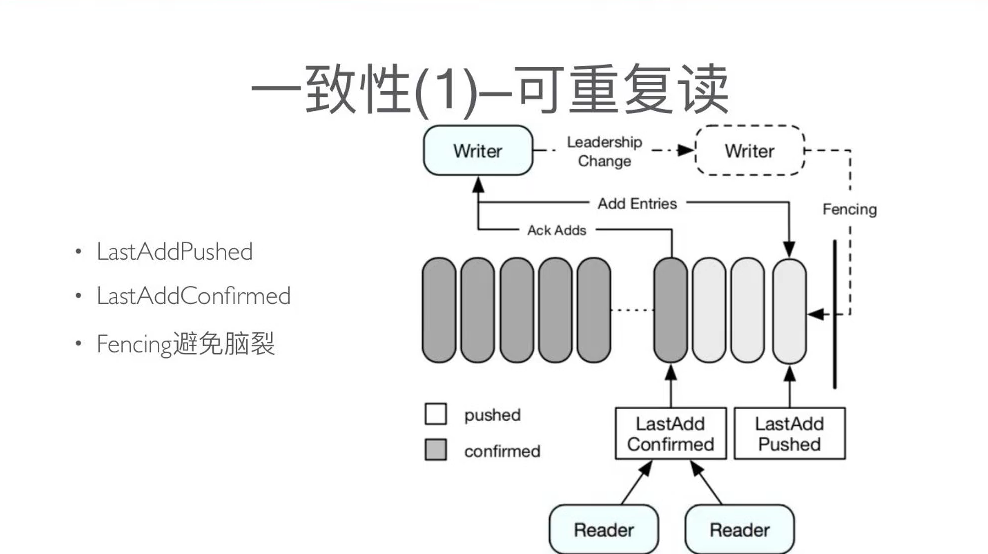 一致性(1)–可重复读
Writer
Leadership
Change
Writer
Add Entries
Fencing
Ack Adds
• LastAddPushed
• LastAddConfirmed
• Fencing避免脑裂
pushed
confirmed
LastAdd
Confirmed
LastAdd
Pushed
Reader
Reader